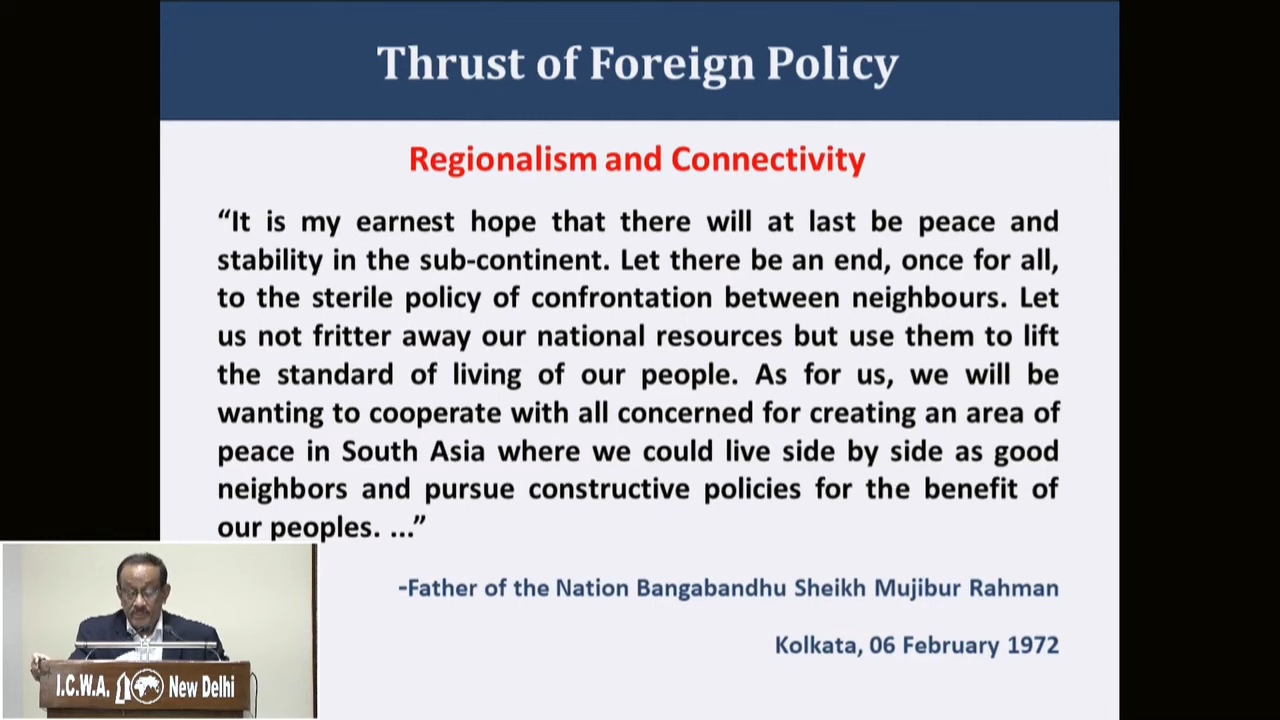 Thrust of Foreign Policy
Regionalism and Connectivity
“It is my earnest hope that there will at last be peace and
stability in the sub-continent. Let there be an end, once for all,
to the sterile policy of confrontation between neighbours. Let
us not fritter away our national resources but use them to lift
the standard of living of our people. As for us, we will be
wanting to cooperate with all concerned for creating an area of
peace in South Asia where we could live side by side as good
neighbors and pursue constructive policies for the benefit of
our peoples. ...”
-Father of the Nation Bangabandhu Sheikh Mujibur Rahman
Kolkata, 06 February 1972
I.C.W.A. New Delhi